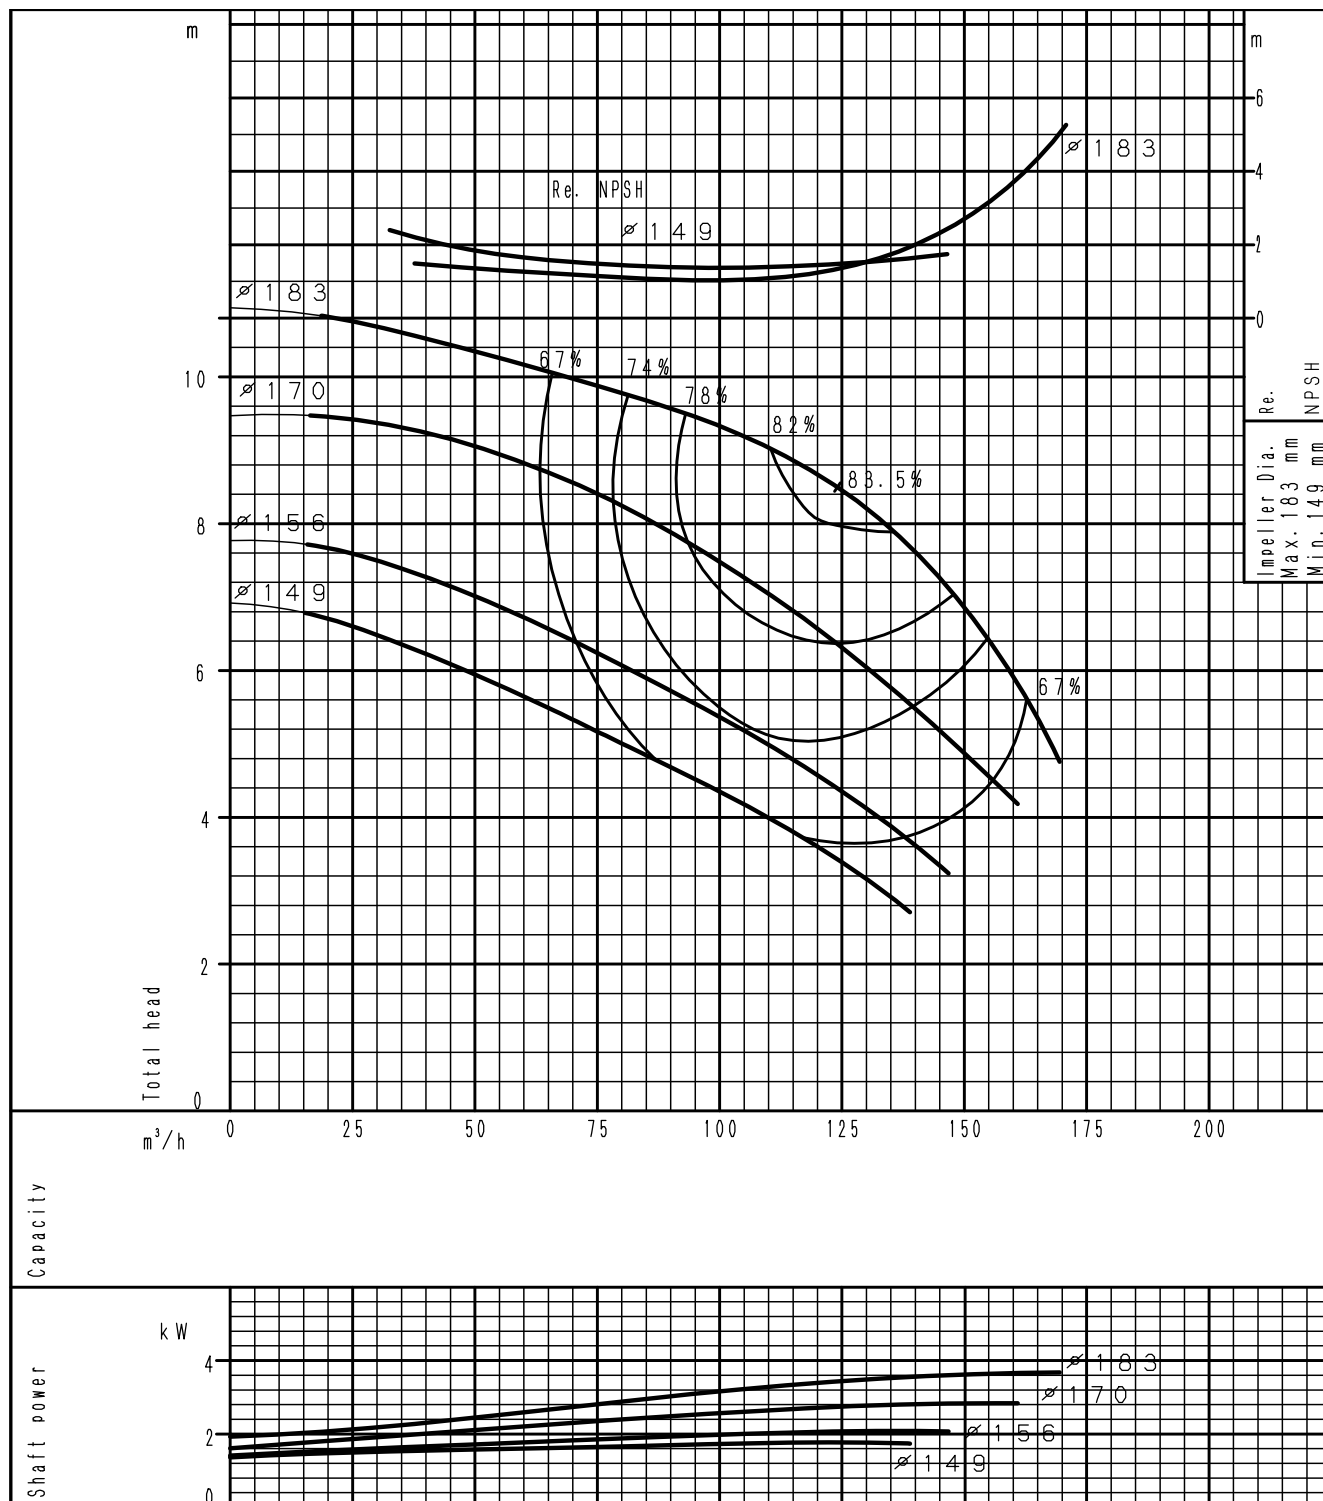 m
m
6
⌀183
4
Re. NPSH
⌀149
2
⌀183
0
67%
74%
10
⌀170
78%
Re. NPSH
82%
83.5%
8
⌀156
Impeller Dia.
Max. 183 mm
Min. 149 mm
⌀149
6
67%
4
2
Total head
0
m³/h
0 25 50 75 100 125 150 175 200
Capacity
kW
4
⌀183
⌀170
2
⌀156
⌀149
Shaft power
0